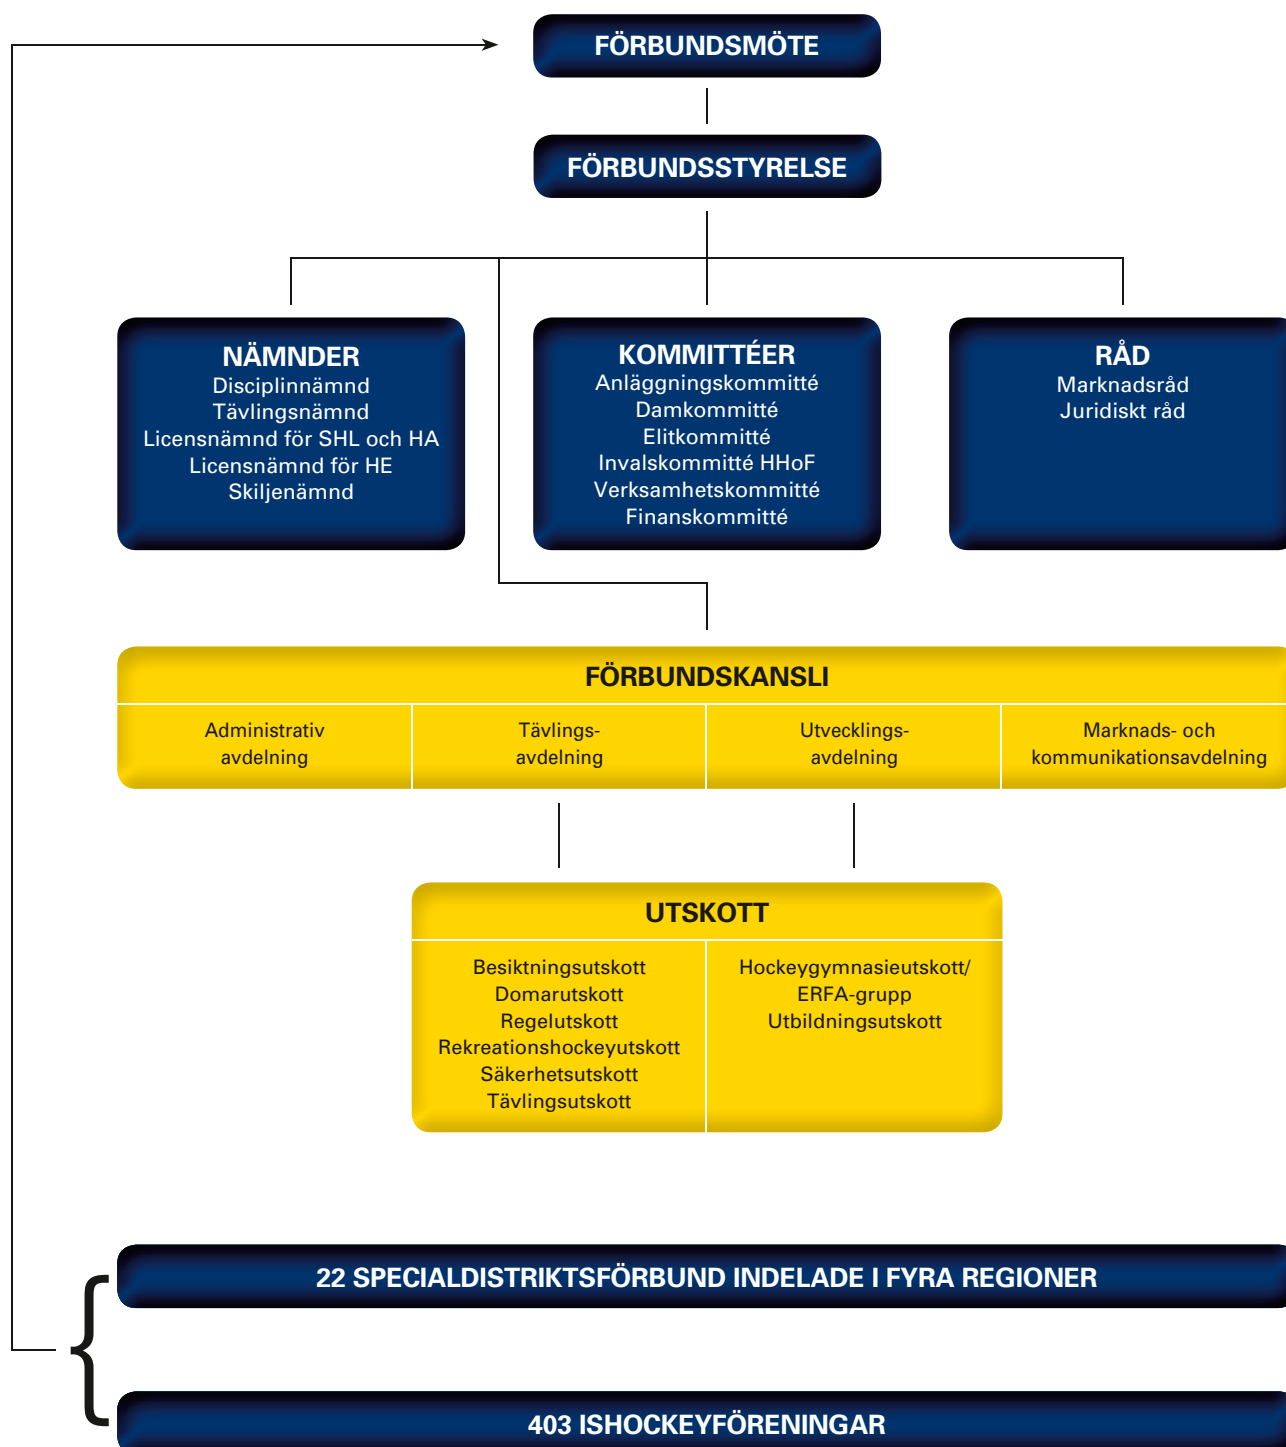 FÖRBUNDSMÖTE
FÖRBUNDSSTYRELSE
NÄMNDER
Disciplinnämnd
Tävlingsnämnd
Licensnämnd för SHL och HA
Licensnämnd för HE
Skiljenämnd
KOMMITTÉER
Anläggningskommitté
Damkommitté
Elitkommitté
Invalskommitté HHoF
Verksamhetskommitté
Finanskommitté
RÅD
Marknadsråd
Juridiskt råd
FÖRBUNDSKANSLI
Administrativ
avdelning
Tävlings-
avdelning
Utvecklings-
avdelning
Marknads- och
kommunikationsavdelning
UTSKOTT
Besiktningsutskott
Domarutskott
Regelutskott
Rekreationshockeyutskott
Säkerhetsutskott
Tävlingsutskott
Hockeygymnasieutskott/
ERFA-grupp
Utbildningsutskott
22 SPECIALDISTRIKTSFÖRBUND INDELADE I FYRA REGIONER
403 ISHOCKEYFÖRENINGAR